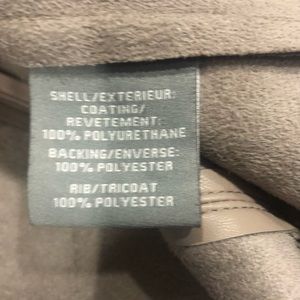 SHELL/EXTERIEUR:
COATING/
REVETEMENT:
100% POLYURETHANE
BACKING/ENVERSE:
100% POLYESTER
RIB/TRICOAT
100% POLYESTER